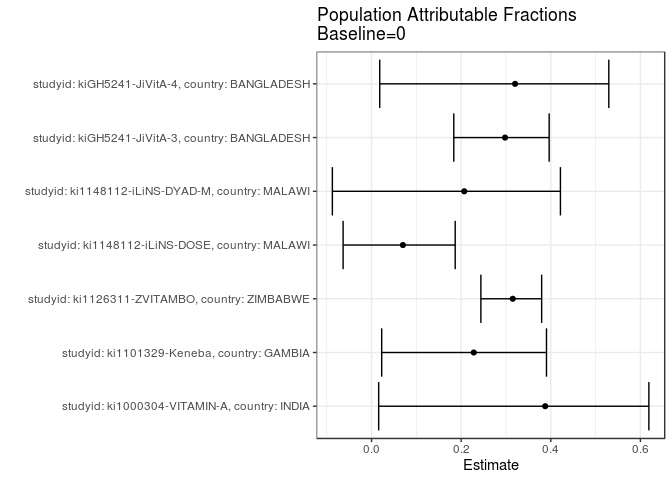 Population Attributable Fractions
Baseline=0
studyid: kiGH5241-JiVitA-4, country: BANGLADESH
studyid: kiGH5241-JiVitA-3, country: BANGLADESH
studyid: ki1148112-iLiNS-DYAD-M, country: MALAWI
studyid: ki1148112-iLiNS-DOSE, country: MALAWI
studyid: ki1126311-ZVITAMBO, country: ZIMBABWE
studyid: ki1101329-Keneba, country: GAMBIA
studyid: ki1000304-VITAMIN-A, country: INDIA
0.0 0.2 0.4 0.6
Estimate